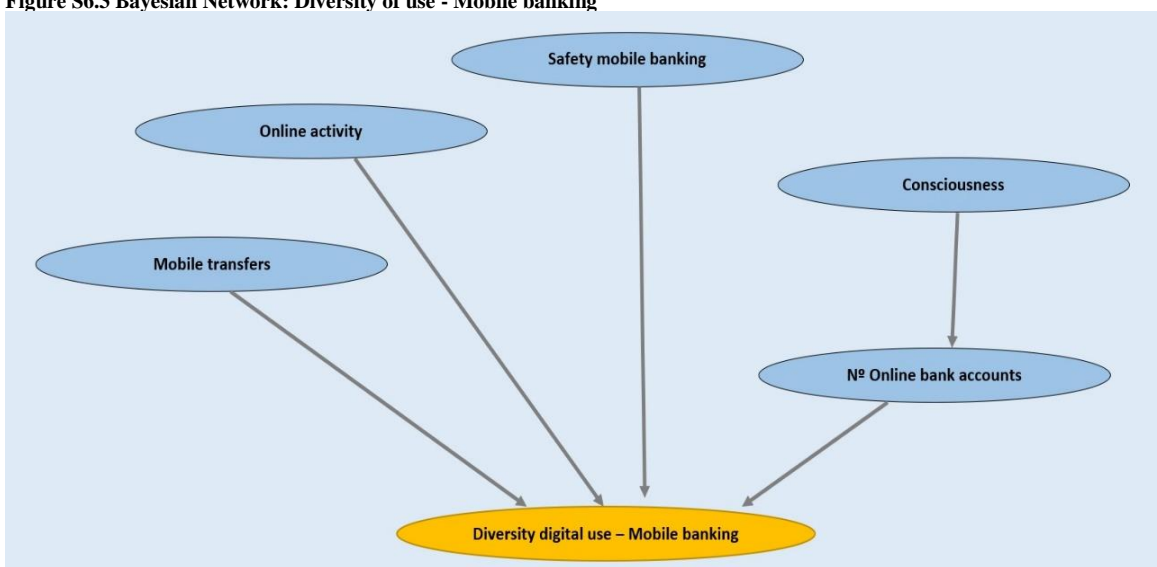 Figure S6.3 Bayesian Network: Diversity of use - Mobile banking
Safety mobile banking
Online activity
Consciousness
Mobile transfers
Nº Online bank accounts
Diversity digital use – Mobile banking